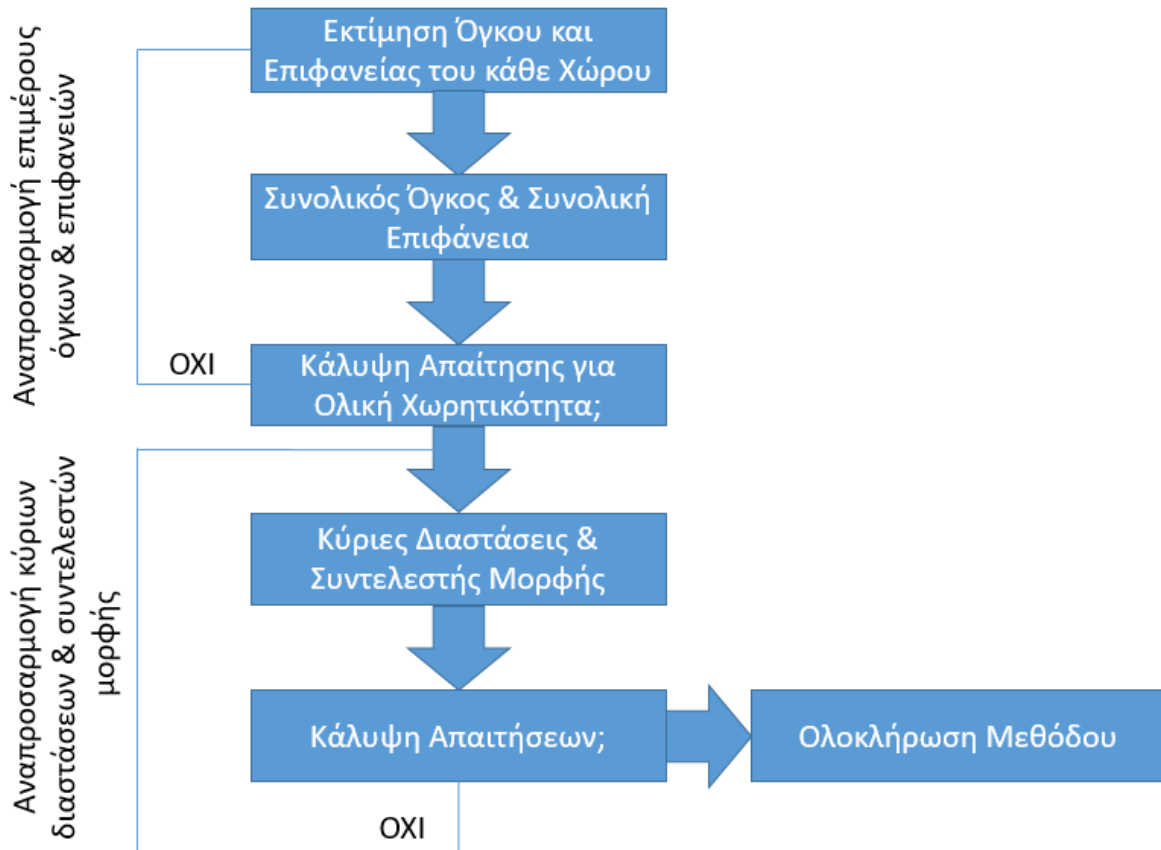 Εκτίμηση Όγκου και
Επιφανείας του κάθε Χώρου
Αναπροσαρμογή επιμέρους
όγκων & επιφανειών
Συνολικός Όγκος & Συνολική
Επιφάνεια
ΟΧΙ
Κάλυψη Απαίτησης για
Ολική Χωρητικότητα;
Αναπροσαρμογή κύριων
διαστάσεων & συντελεστών
μορφής
Κύριες Διαστάσεις &
Συντελεστής Μορφής
Κάλυψη Απαιτήσεων;
Ολοκλήρωση Μεθόδου
ΟΧΙ